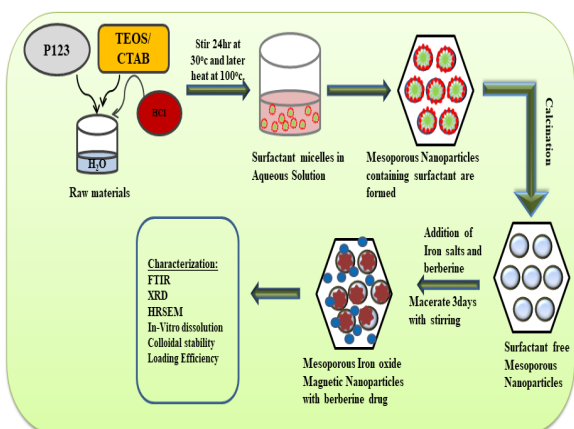 P123
TEOS/
CTAB
HCl
H2O
Raw materials
Stir 24hr at
30oc and later
heat at 100oc.
Surfactant micelles in
Aqueous Solution
Mesoporous Nanoparticles
containing surfactant are
formed
Calcination
Surfactant free
Mesoporous
Nanoparticles
Addition of
Iron salts and
berberine
Macerate 3days
with stirring
Mesoporous Iron oxide
Magnetic Nanoparticles
with berberine drug
Characterization:
FTIR
XRD
HRSEM
In-Vitro dissolution
Colloidal stability
Loading Efficiency